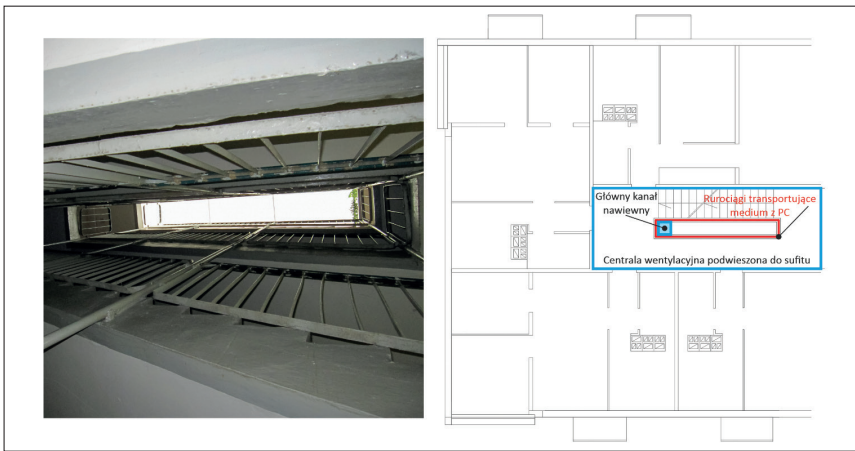 Główny kanał
nawiewny
Rurociągi transportujące
medium z PC
Centrala wentylacyjna podwieszona do sufitu